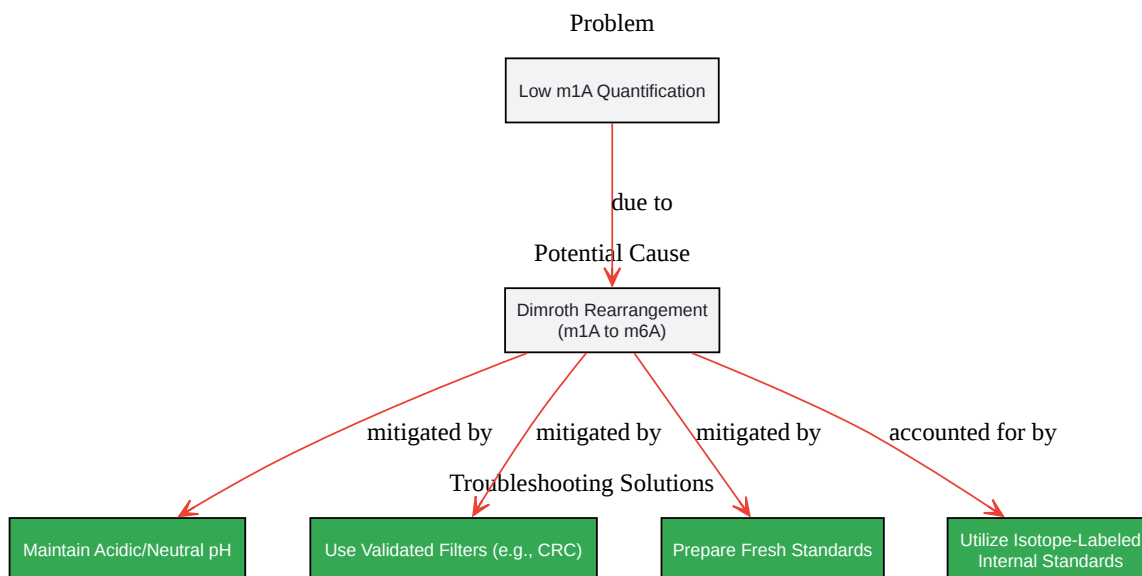 Problem
Low m1A Quantification
due to
Potential Cause
Dimroth Rearrangement
(m1A to m6A)
mitigated by
mitigated by
mitigated by
accounted for by
Troubleshooting Solutions
Maintain Acidic/Neutral pH
Use Validated Filters (e.g., CRC)
Prepare Fresh Standards
Utilize Isotope-Labeled
Internal Standards